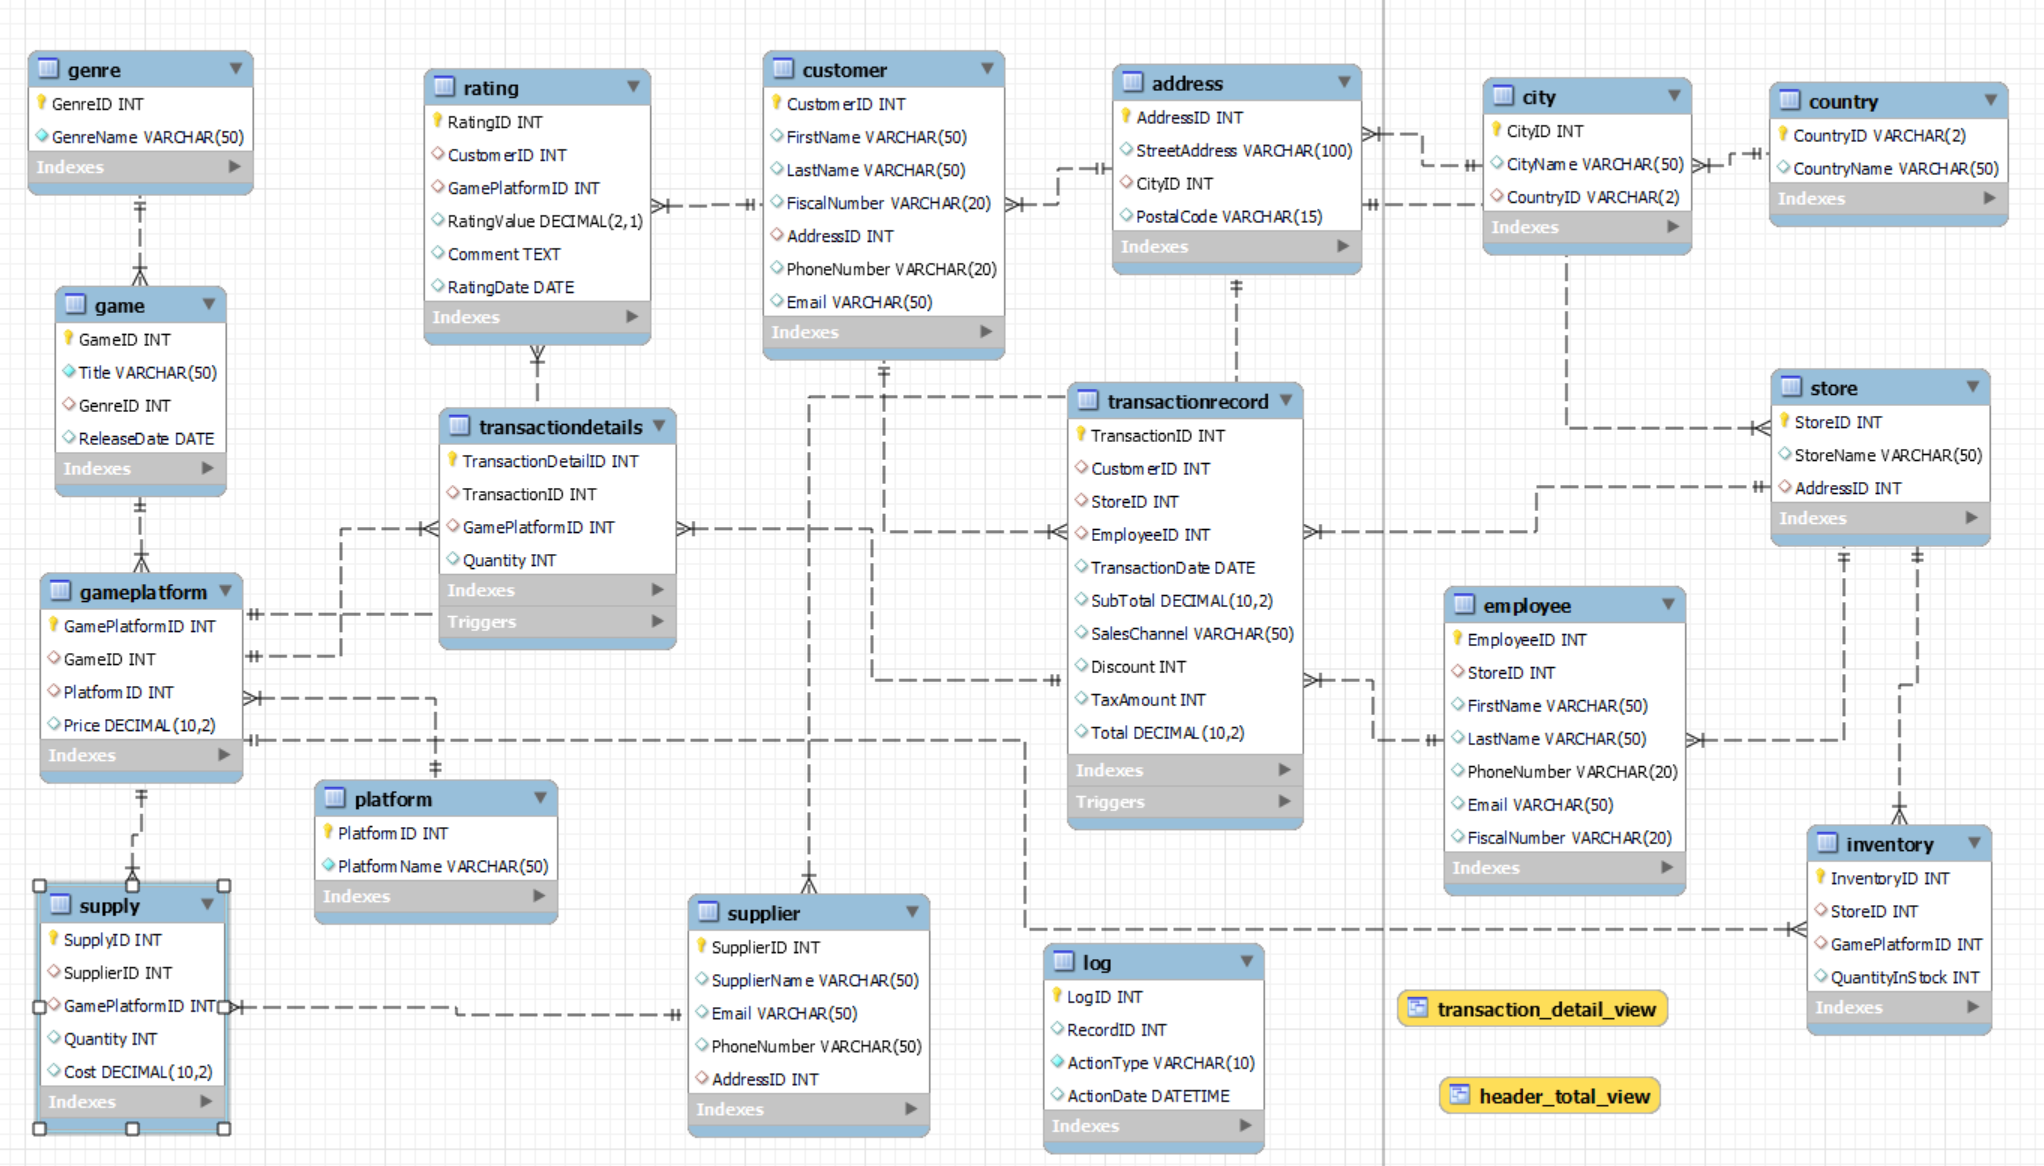 genre
GenreID INT
GenreName VARCHAR(50)
Indexes
rating
RatingID INT
CustomerID INT
GamePlatformID INT
RatingValue DECIMAL(2,1)
Comment TEXT
RatingDate DATE
Indexes
customer
CustomerID INT
FirstName VARCHAR(50)
LastName VARCHAR(50)
FiscalNumber VARCHAR(20)
AddressID INT
PhoneNumber VARCHAR(20)
Email VARCHAR(50)
Indexes
address
AddressID INT
StreetAddress VARCHAR(100)
CityID INT
PostalCode VARCHAR(15)
Indexes
city
CityID INT
CityName VARCHAR(50)
CountryID VARCHAR(2)
Indexes
country
CountryID VARCHAR(2)
CountryName VARCHAR(50)
Indexes
game
GameID INT
Title VARCHAR(50)
GenreID INT
ReleaseDate DATE
Indexes
transactiondetails
TransactionDetailID INT
TransactionID INT
GamePlatformID INT
Quantity INT
Indexes
Triggers
transactionrecord
TransactionID INT
CustomerID INT
StoreID INT
EmployeeID INT
TransactionDate DATE
SubTotal DECIMAL(10,2)
SalesChannel VARCHAR(50)
Discount INT
TaxAmount INT
Total DECIMAL(10,2)
Indexes
Triggers
store
StoreID INT
StoreName VARCHAR(50)
AddressID INT
Indexes
gameplatform
GamePlatformID INT
GameID INT
PlatformID INT
Price DECIMAL(10,2)
Indexes
employee
EmployeeID INT
StoreID INT
FirstName VARCHAR(50)
LastName VARCHAR(50)
PhoneNumber VARCHAR(20)
Email VARCHAR(50)
FiscalNumber VARCHAR(20)
Indexes
platform
PlatformID INT
PlatformName VARCHAR(50)
Indexes
inventory
InventoryID INT
StoreID INT
GamePlatformID INT
QuantityInStock INT
Indexes
supply
SupplyID INT
SupplierID INT
GamePlatformID INT
Quantity INT
Cost DECIMAL(10,2)
Indexes
supplier
SupplierID INT
SupplierName VARCHAR(50)
Email VARCHAR(50)
PhoneNumber VARCHAR(50)
AddressID INT
Indexes
log
LogID INT
RecordID INT
ActionType VARCHAR(10)
ActionDate DATETIME
Indexes
transaction_detail_view
header_total_view